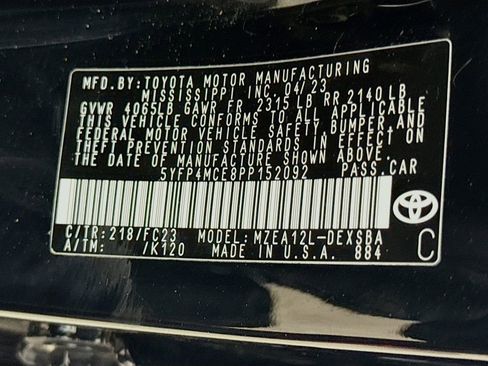 MFD.BY:TOYOTA MOTOR MANUFACTURING
MISSISSIPPI INC. 04/23
GVWR 4065LB GAWR FR 2315 LB RR 2140 LB
THIS VEHICLE CONFORMS TO ALL APPLICABLE
FEDERAL MOTOR VEHICLE SAFETY, BUMPER, AND
THEFT PREVENTION STANDARDS IN EFFECT ON
THE DATE OF MANUFACTURE SHOWN ABOVE.
5YFP4MCE8PP152092 PASS.CAR
C/TR:218/FC23 MODEL:MZEA12L-DEXSBA
A/TM: /K120 MADE IN U.S.A. 884
C